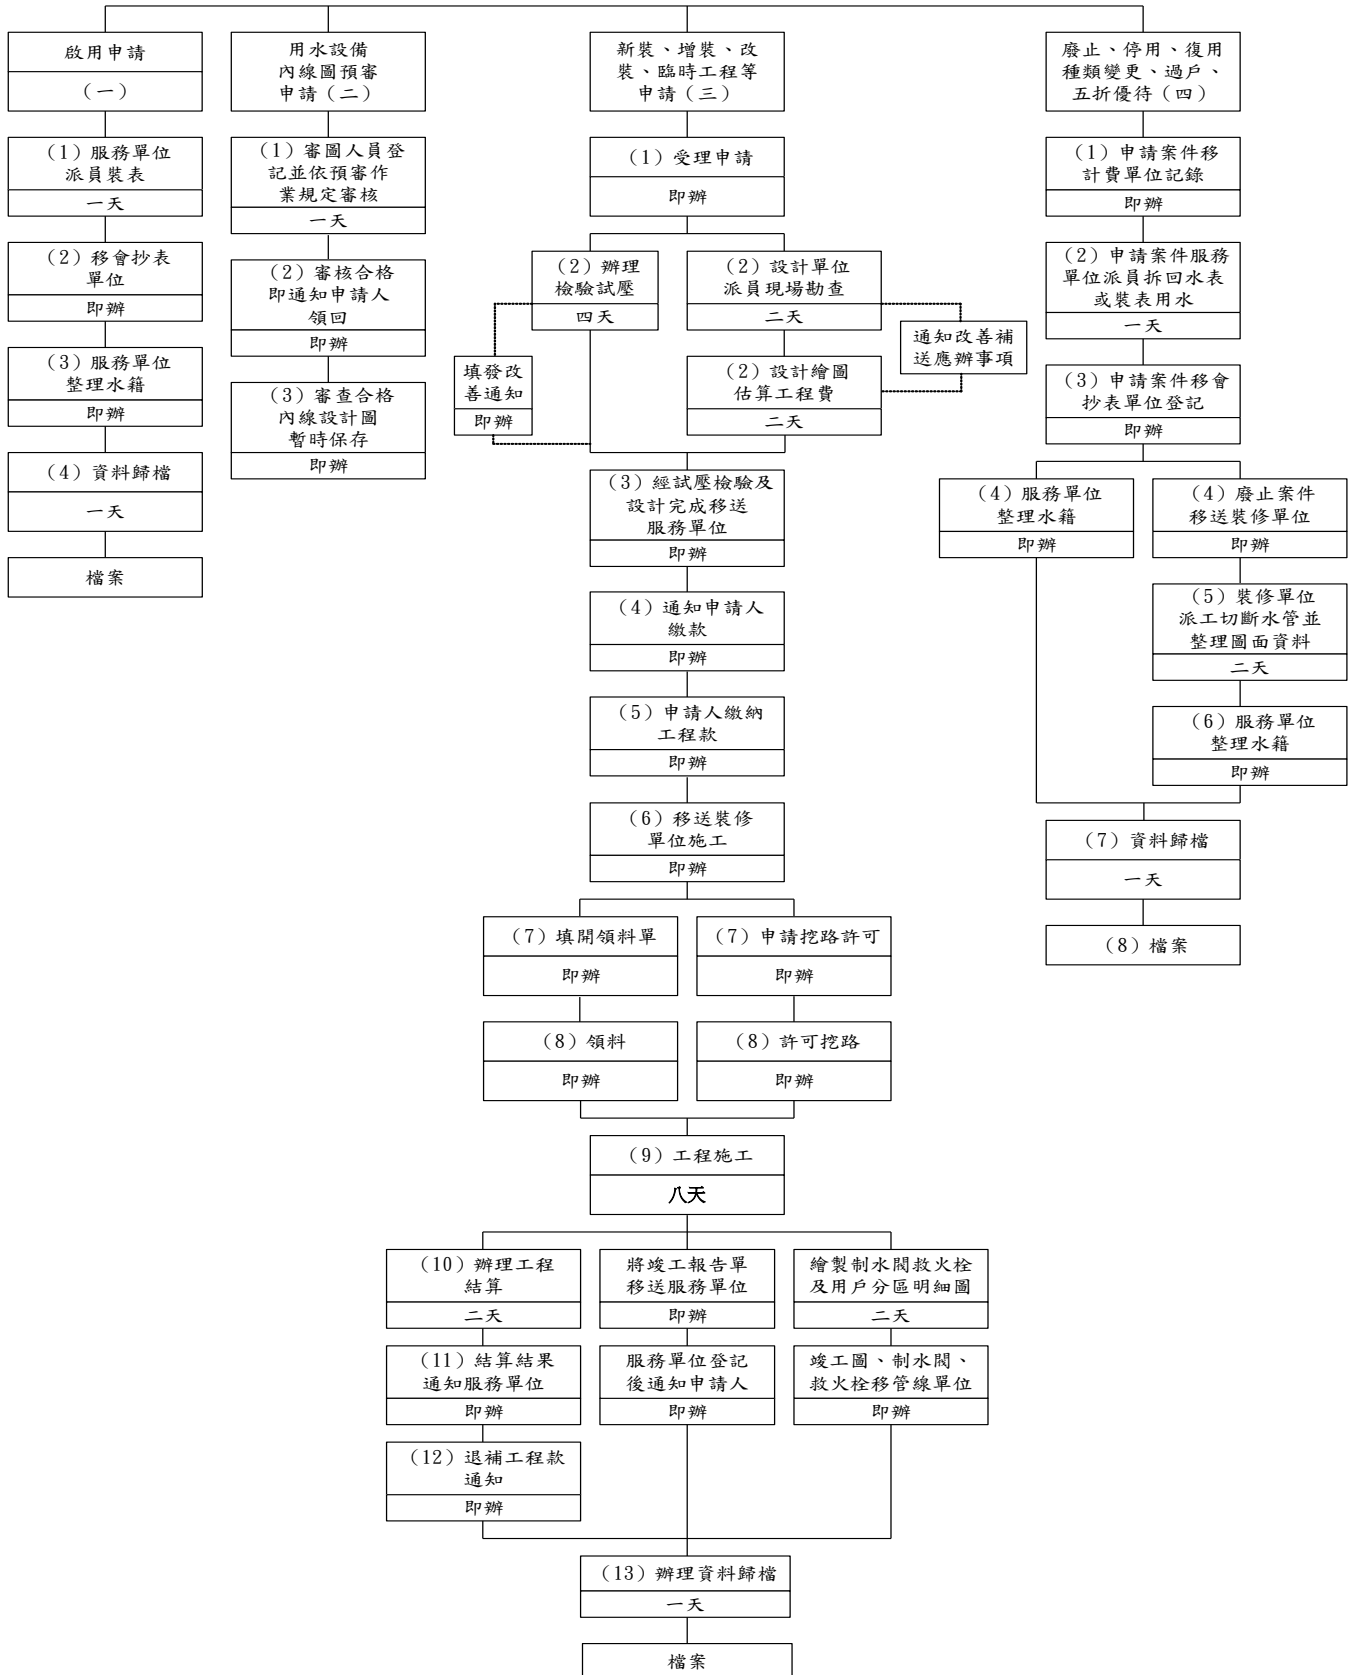 啟用申請
（一）
（1）服務單位
派員裝表
一天
（2）移會抄表
單位
即辦
（3）服務單位
整理水籍
即辦
（4）資料歸檔
一天
檔案
用水設備
內線圖預審
申請（二）
（1）審圖人員登
記並依預審作
業規定審核
一天
（2）審核合格
即通知申請人
領回
即辦
（3）審查合格
內線設計圖
暫時保存
即辦
新裝、增裝、改
裝、臨時工程等
申請（三）
（1）受理申請
即辦
（2）辦理
檢驗試壓
四天
填發改
善通知
即辦
（2）設計單位
派員現場勘查
二天
通知改善補
送應辦事項
（2）設計繪圖
估算工程費
二天
（3）經試壓檢驗及
設計完成移送
服務單位
即辦
（4）通知申請人
繳款
即辦
（5）申請人繳納
工程款
即辦
（6）移送裝修
單位施工
即辦
（7）填開領料單
即辦
（7）申請挖路許可
即辦
（8）領料
即辦
（8）許可挖路
即辦
（9）工程施工
八天
（10）辦理工程
結算
二天
（11）結算結果
通知服務單位
即辦
（12）退補工程款
通知
即辦
將竣工報告單
移送服務單位
即辦
服務單位登記
後通知申請人
即辦
繪製制水閥救火栓
及用戶分區明細圖
二天
竣工圖、制水閥、
救火栓移管線單位
即辦
（13）辦理資料歸檔
一天
檔案
廢止、停用、復用
種類變更、過戶、
五折優待（四）
（1）申請案件移
計費單位記錄
即辦
（2）申請案件服務
單位派員拆回水表
或裝表用水
一天
（3）申請案件移會
抄表單位登記
即辦
（4）服務單位
整理水籍
即辦
（4）廢止案件
移送裝修單位
即辦
（5）裝修單位
派工切斷水管並
整理圖面資料
二天
（6）服務單位
整理水籍
即辦
（7）資料歸檔
一天
（8）檔案